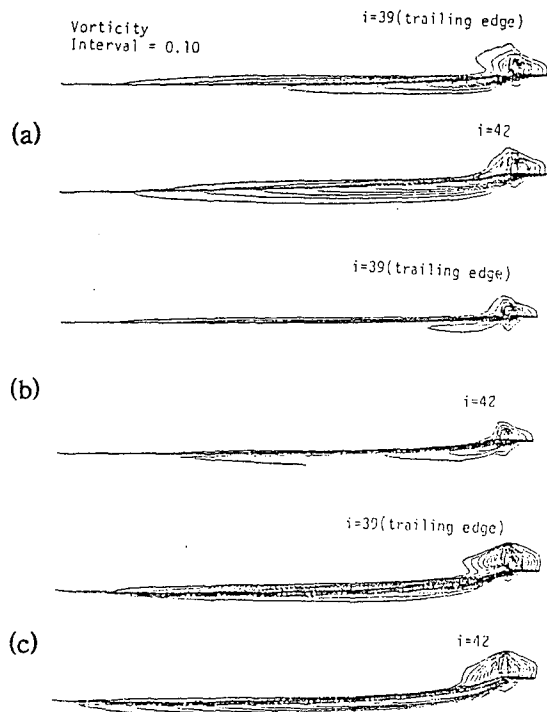 i=39(trailing edge)
Vorticity
Interval = 0.10
(a)
i=42
i=39(trailing edge)
(b)
i=42
i=39(trailing edge)
(c)
i=42